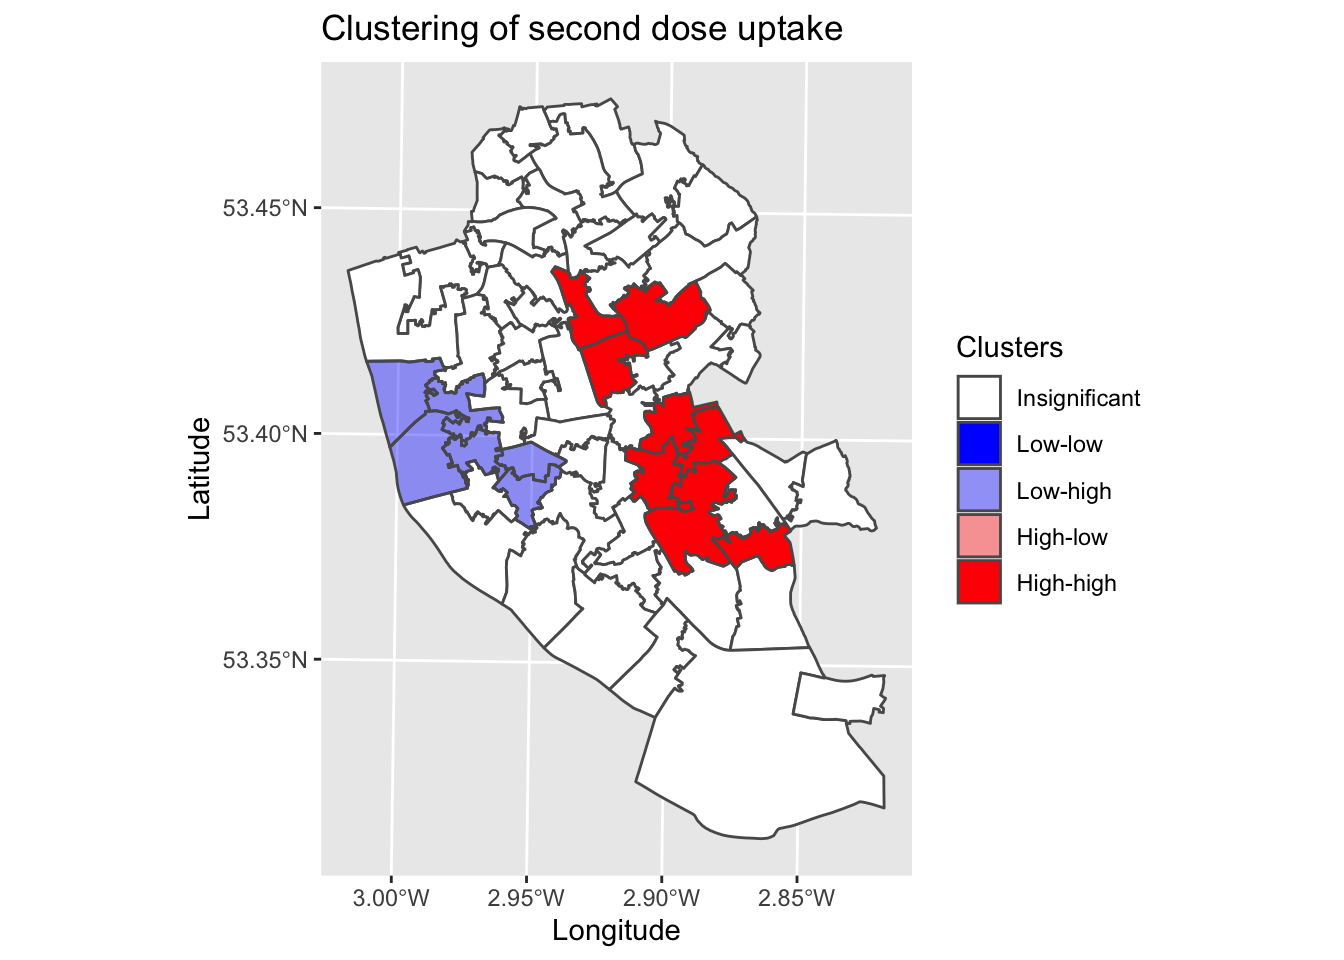 Clustering of second dose uptake
53.45°N
53.40°N
53.35°N
Latitude
3.00°W
2.95°W
2.90°W
2.85°W
Longitude
Clusters
Insignificant
Low-low
Low-high
High-low
High-high